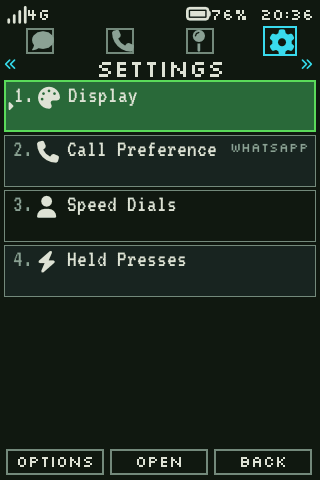 4G 76% 20:36
« SETTINGS »
1. Display
2. Call Preference WHATSAPP
3. Speed Dials
4. Held Presses
OPTIONS OPEN BACK